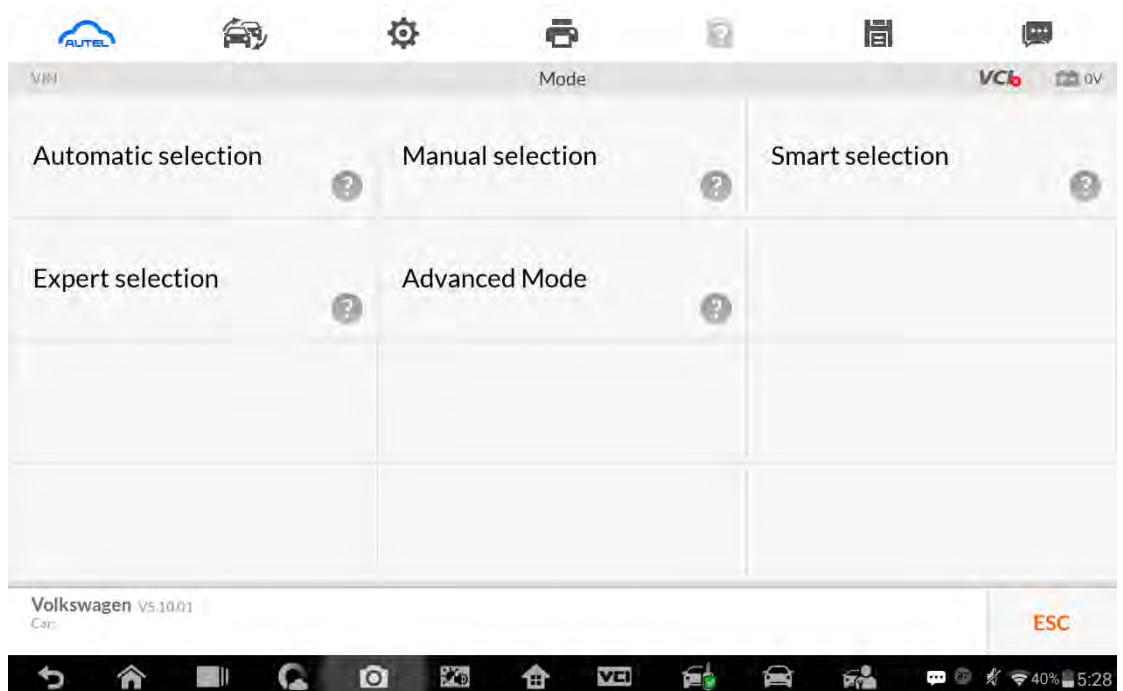 AUTEL
VIN
Mode
VCI
0V
Automatic selection
Manual selection
Smart selection
Expert selection
Advanced Mode
Volkswagen V5.10.01
Car:
ESC
VCI
40% 5:28